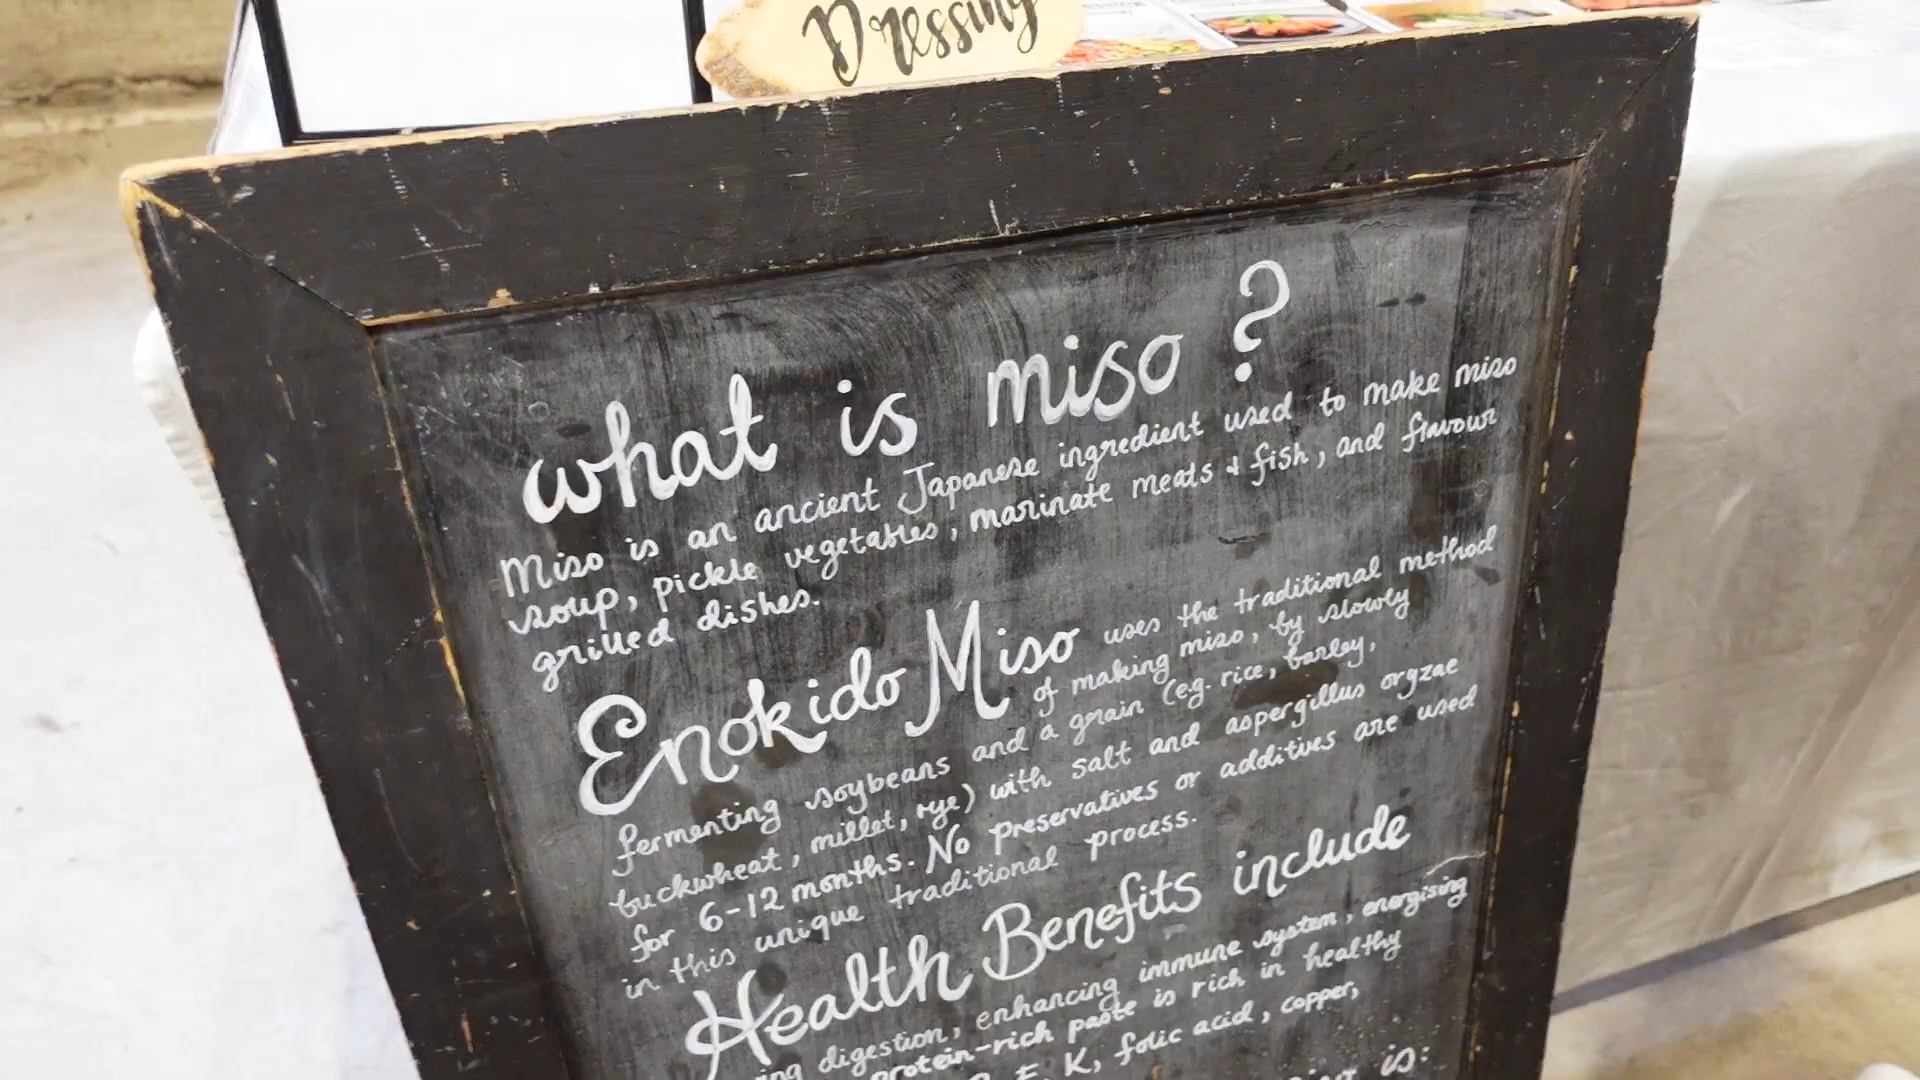 Dressing
what is miso ?
Miso is an ancient Japanese ingredient used to make miso
soup, pickle vegetables, marinate meats & fish, and flavour
grilled dishes.
Enokido Miso uses the traditional method
of making miso, by slowly
fermenting soybeans and a grain (e.g. rice, barley,
buckwheat, millet, rye) with salt and aspergillus orgzae
for 6-12 months. No preservatives or additives are used
in this unique traditional process.
Health Benefits include
digestion, enhancing immune system, energising
protein-rich paste is rich in healthy
E, K, folic acid, copper,
is: